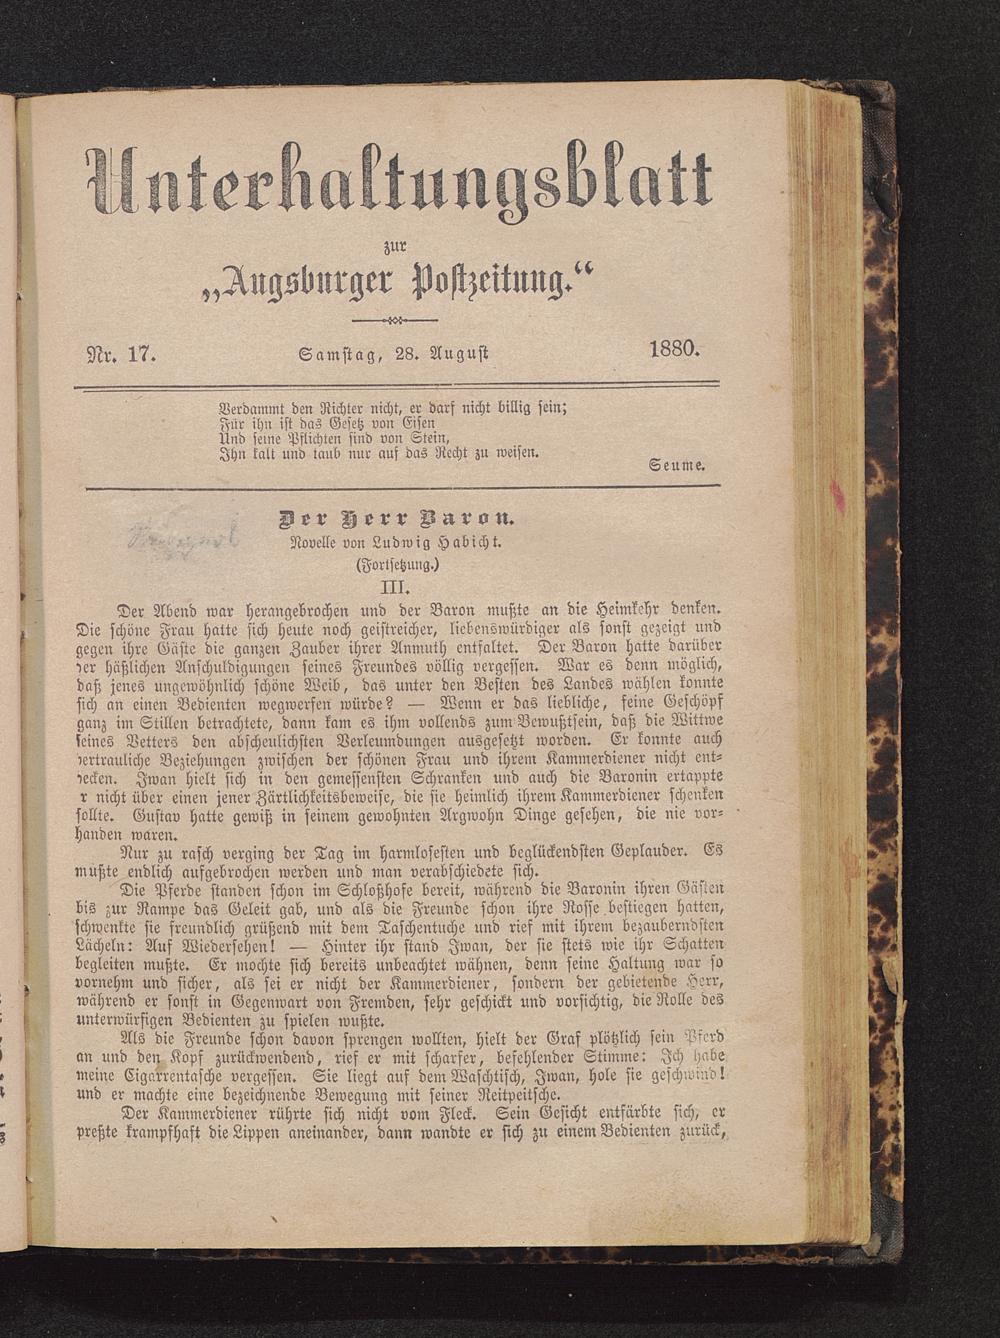 Unterhaltungsblatt
zur
„Augsburger Postzeitung.“
Nr. 17.
Samstag, 28. August
1880.
Verdammt den Richter nicht, er darf nicht billig sein;
Für ihn ist das Gesetz von Eisen
Und seine Pflichten sind von Stein,
Ihn kalt und taub nur auf das Recht zu weisen.
Seume.
Der Herr Baron.
Novelle von Ludwig Habicht.
(Fortsetzung.)
III.
Der Abend war herangebrochen und der Baron mußte an die Heimkehr denken.
Die schöne Frau hatte sich heute noch geistreicher, liebenswürdiger als sonst gezeigt und
gegen ihre Gäste die ganzen Zauber ihrer Anmuth entfaltet. Der Baron hatte darüber
der häßlichen Anschuldigungen seines Freundes völlig vergessen. War es denn möglich,
daß jenes ungewöhnlich schöne Weib, das unter den Besten des Landes wählen konnte
sich an einen Bedienten wegwerfen würde? — Wenn er das liebliche, feine Geschöpf
ganz im Stillen betrachtete, dann kam es ihm vollends zum Bewußtsein, daß die Wittwe
seines Vetters den abscheulichsten Verleumdungen ausgesetzt worden. Er konnte auch
vertrauliche Beziehungen zwischen der schönen Frau und ihrem Kammerdiener nicht ent-
decken. Iwan hielt sich in den gemessensten Schranken und auch die Baronin ertappte
r nicht über einen jener Zärtlichkeitsbeweise, die sie heimlich ihrem Kammerdiener schenken
sollte. Gustav hatte gewiß in seinem gewohnten Argwohn Dinge gesehen, die nie vor-
handen waren.
Nur zu rasch verging der Tag im harmlosesten und beglückendsten Geplauder. Es
mußte endlich aufgebrochen werden und man verabschiedete sich.
Die Pferde standen schon im Schloßhofe bereit, während die Baronin ihren Gästen
bis zur Rampe das Geleit gab, und als die Freunde schon ihre Rosse bestiegen hatten,
schwenkte sie freundlich grüßend mit dem Taschentuche und rief mit ihrem bezauberndsten
Lächeln: Auf Wiedersehen! — Hinter ihr stand Iwan, der sie stets wie ihr Schatten
begleiten mußte. Er mochte sich bereits unbeachtet wähnen, denn seine Haltung war so
vornehm und sicher, als sei er nicht der Kammerdiener, sondern der gebietende Herr,
während er sonst in Gegenwart von Fremden, sehr geschickt und vorsichtig, die Rolle des
unterwürfigen Bedienten zu spielen wußte.
Als die Freunde schon davon sprengen wollten, hielt der Graf plötzlich sein Pferd
an und den Kopf zurückwendend, rief er mit scharfer, befehlender Stimme: Ich habe
meine Cigarrentasche vergessen. Sie liegt auf dem Waschtisch, Iwan, hole sie geschwind!
und er machte eine bezeichnende Bewegung mit seiner Reitpeitsche.
Der Kammerdiener rührte sich nicht vom Fleck. Sein Gesicht entfärbte sich, er
preßte krampfhaft die Lippen aneinander, dann wandte er sich zu einem Bedienten zurück,